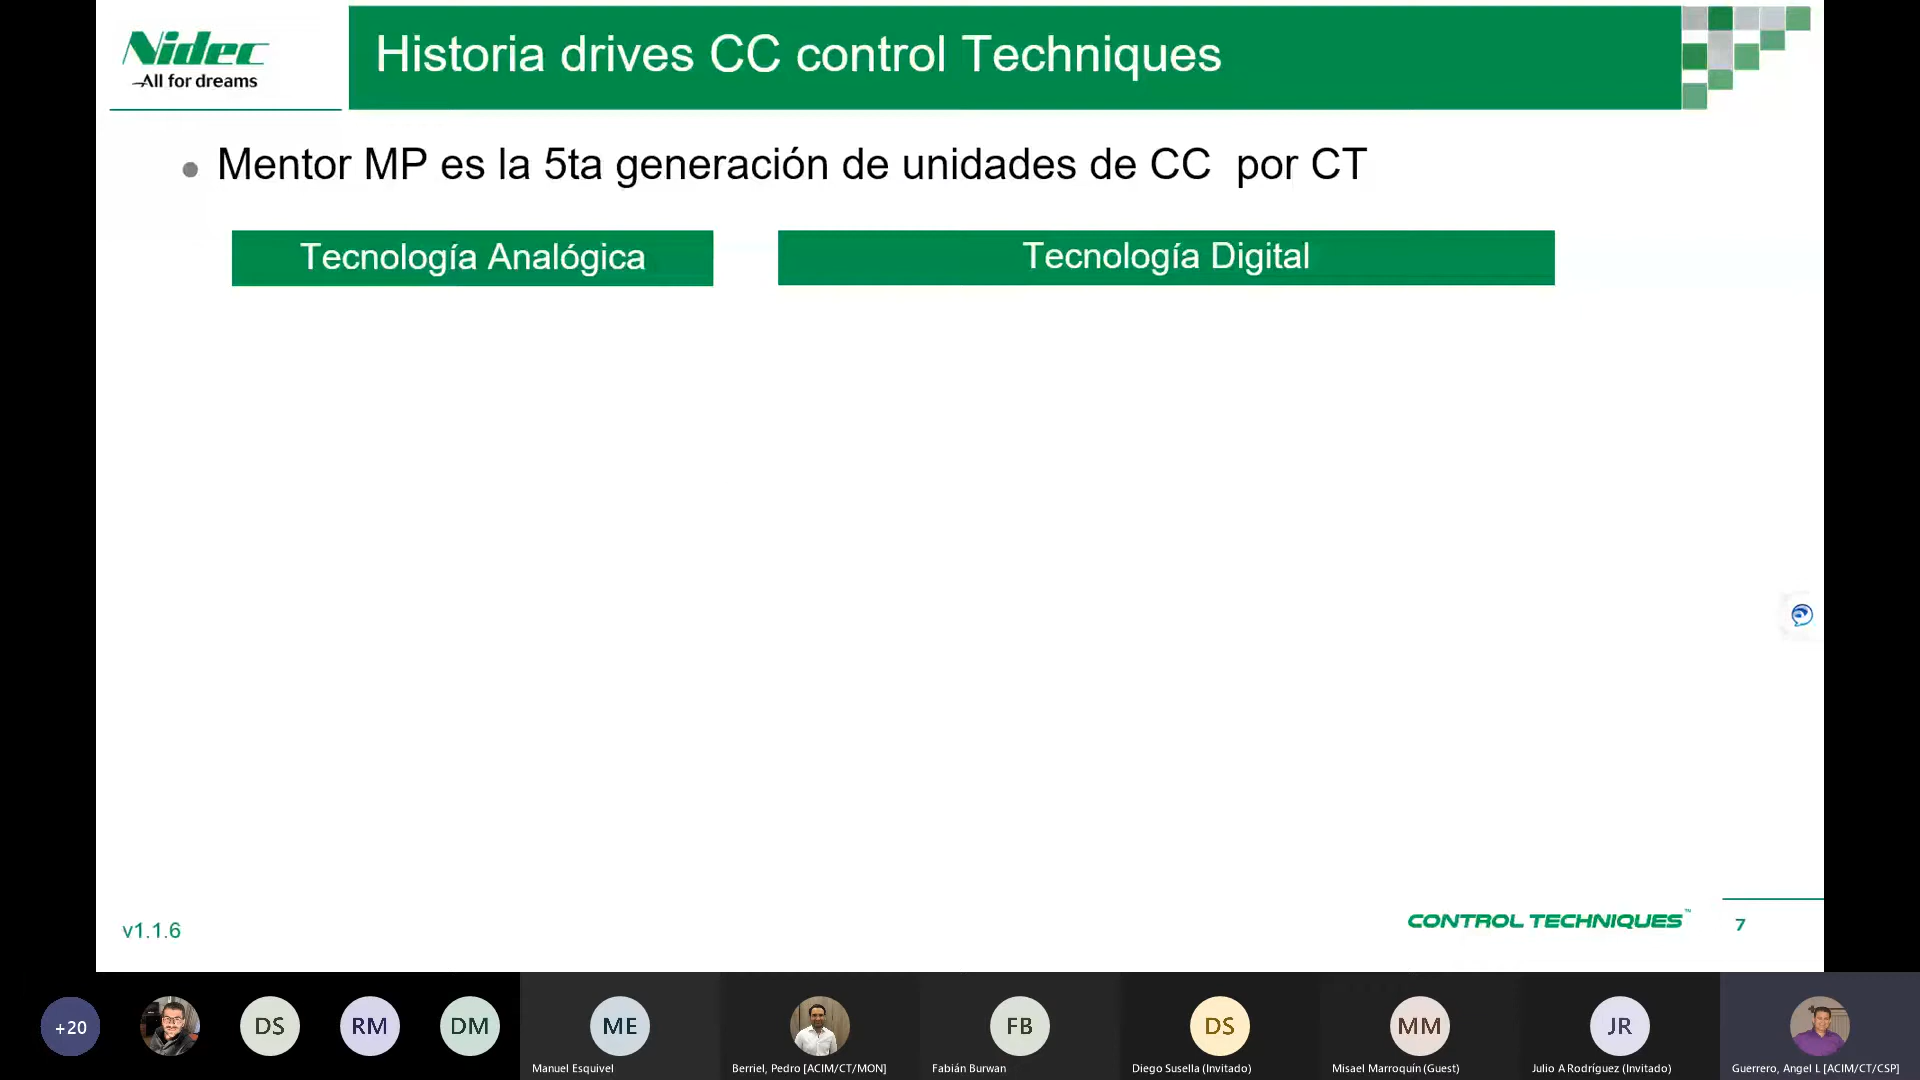 Nidec
All for dreams
Historia drives CC control Techniques
Mentor MP es la 5ta generación de unidades de CC por CT
Tecnología Analógica
Tecnología Digital
v1.1.6
CONTROL TECHNIQUES™
7
+20
DS
RM
DM
ME
FB
DS
MM
JR
Manuel Esquivel
Berriel, Pedro [ACIM/CT/MON]
Fabián Burwan
Diego Susella (Invitado)
Misael Marroquín (Guest)
Julio A Rodríguez (Invitado)
Guerrero, Angel L [ACIM/CT/CSP]